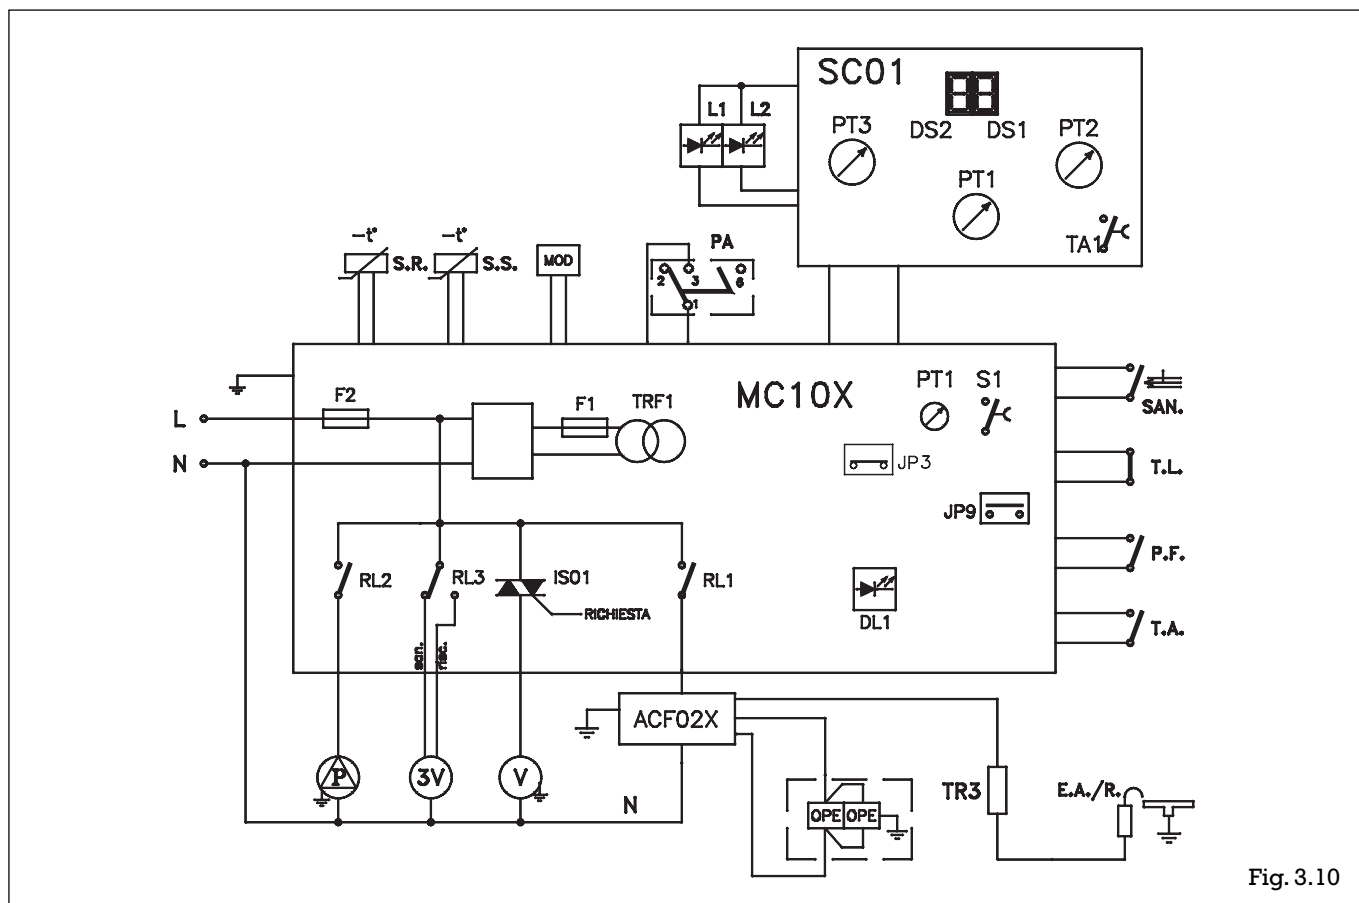 SC01
L1 L2
PT3
DS2 DS1
PT2
PT1
TA1
-t° S.R.
-t° S.S.
MOD
PA
2 3 6
1
MC10X
PT1 S1
SAN.
F2
F1 TRF1
L
N
JP3
T.L.
JP9
P.F.
RL2
RL3
ISO1
RL1
RICHIESTA
DL1
T.A.
san.
risc.
ACF02X
P
3V
V
N
OPE OPE
TR3
E.A./R.
Fig. 3.10